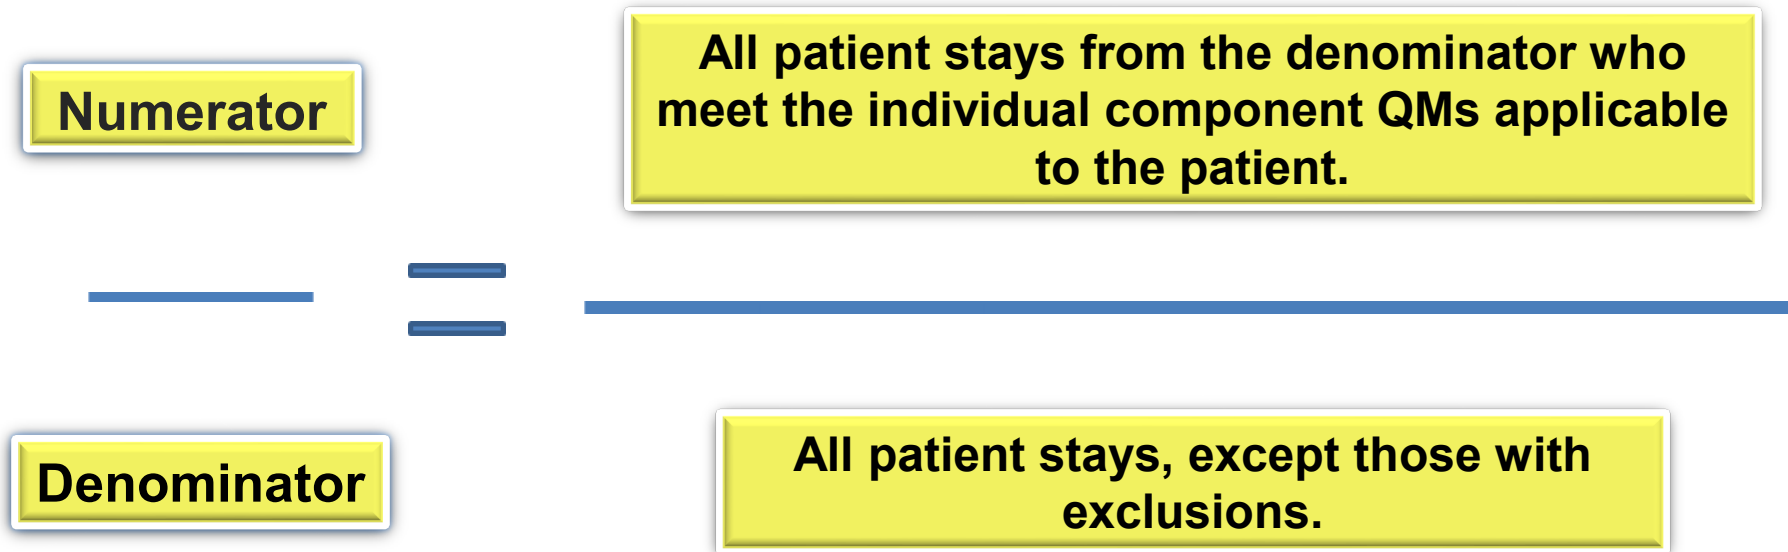 Numerator
All patient stays from the denominator who
meet the individual component QMs applicable
to the patient.
Denominator
All patient stays, except those with
exclusions.